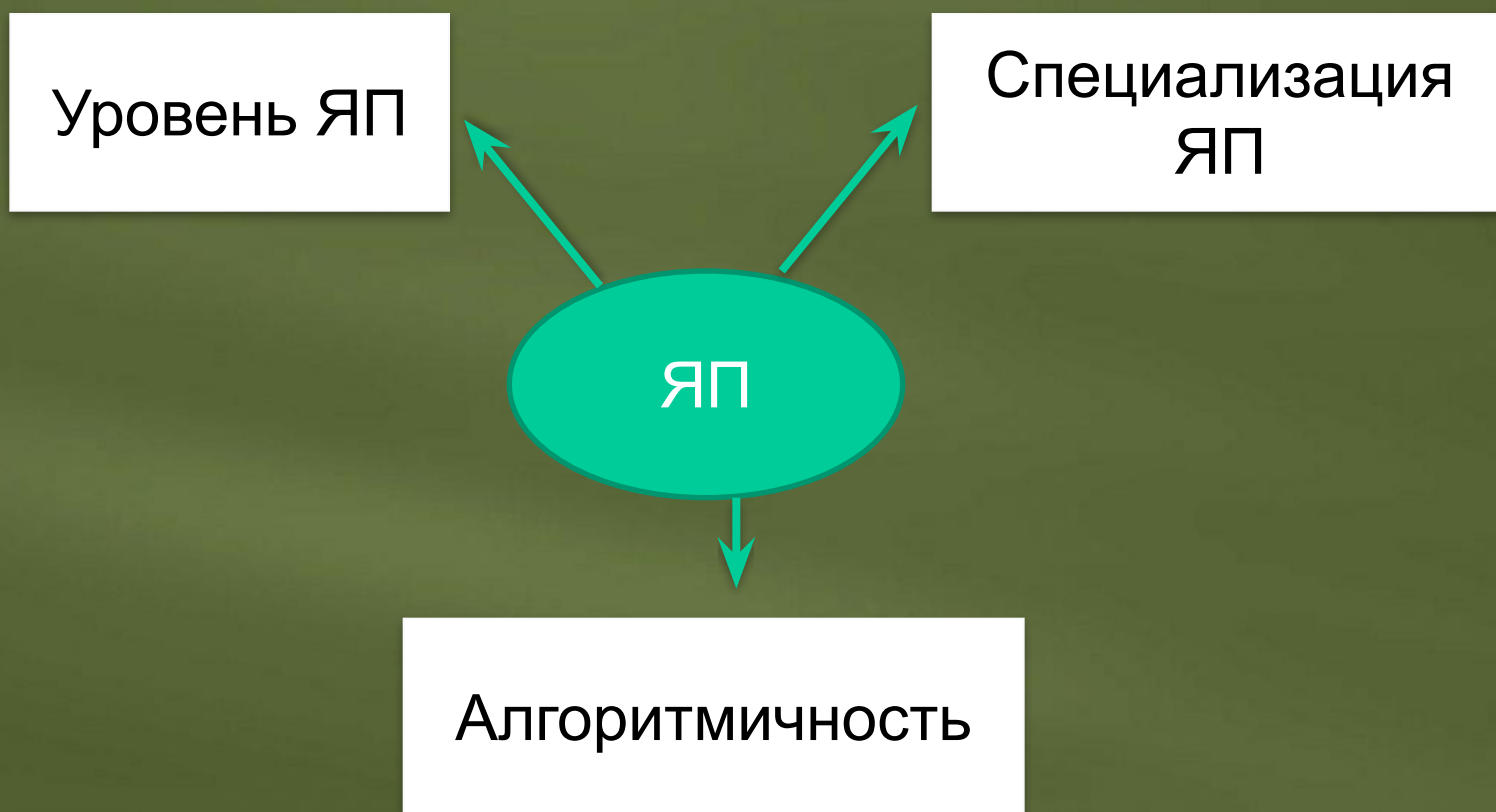 Уровень ЯП
Специализация
ЯП
ЯП
Алгоритмичность